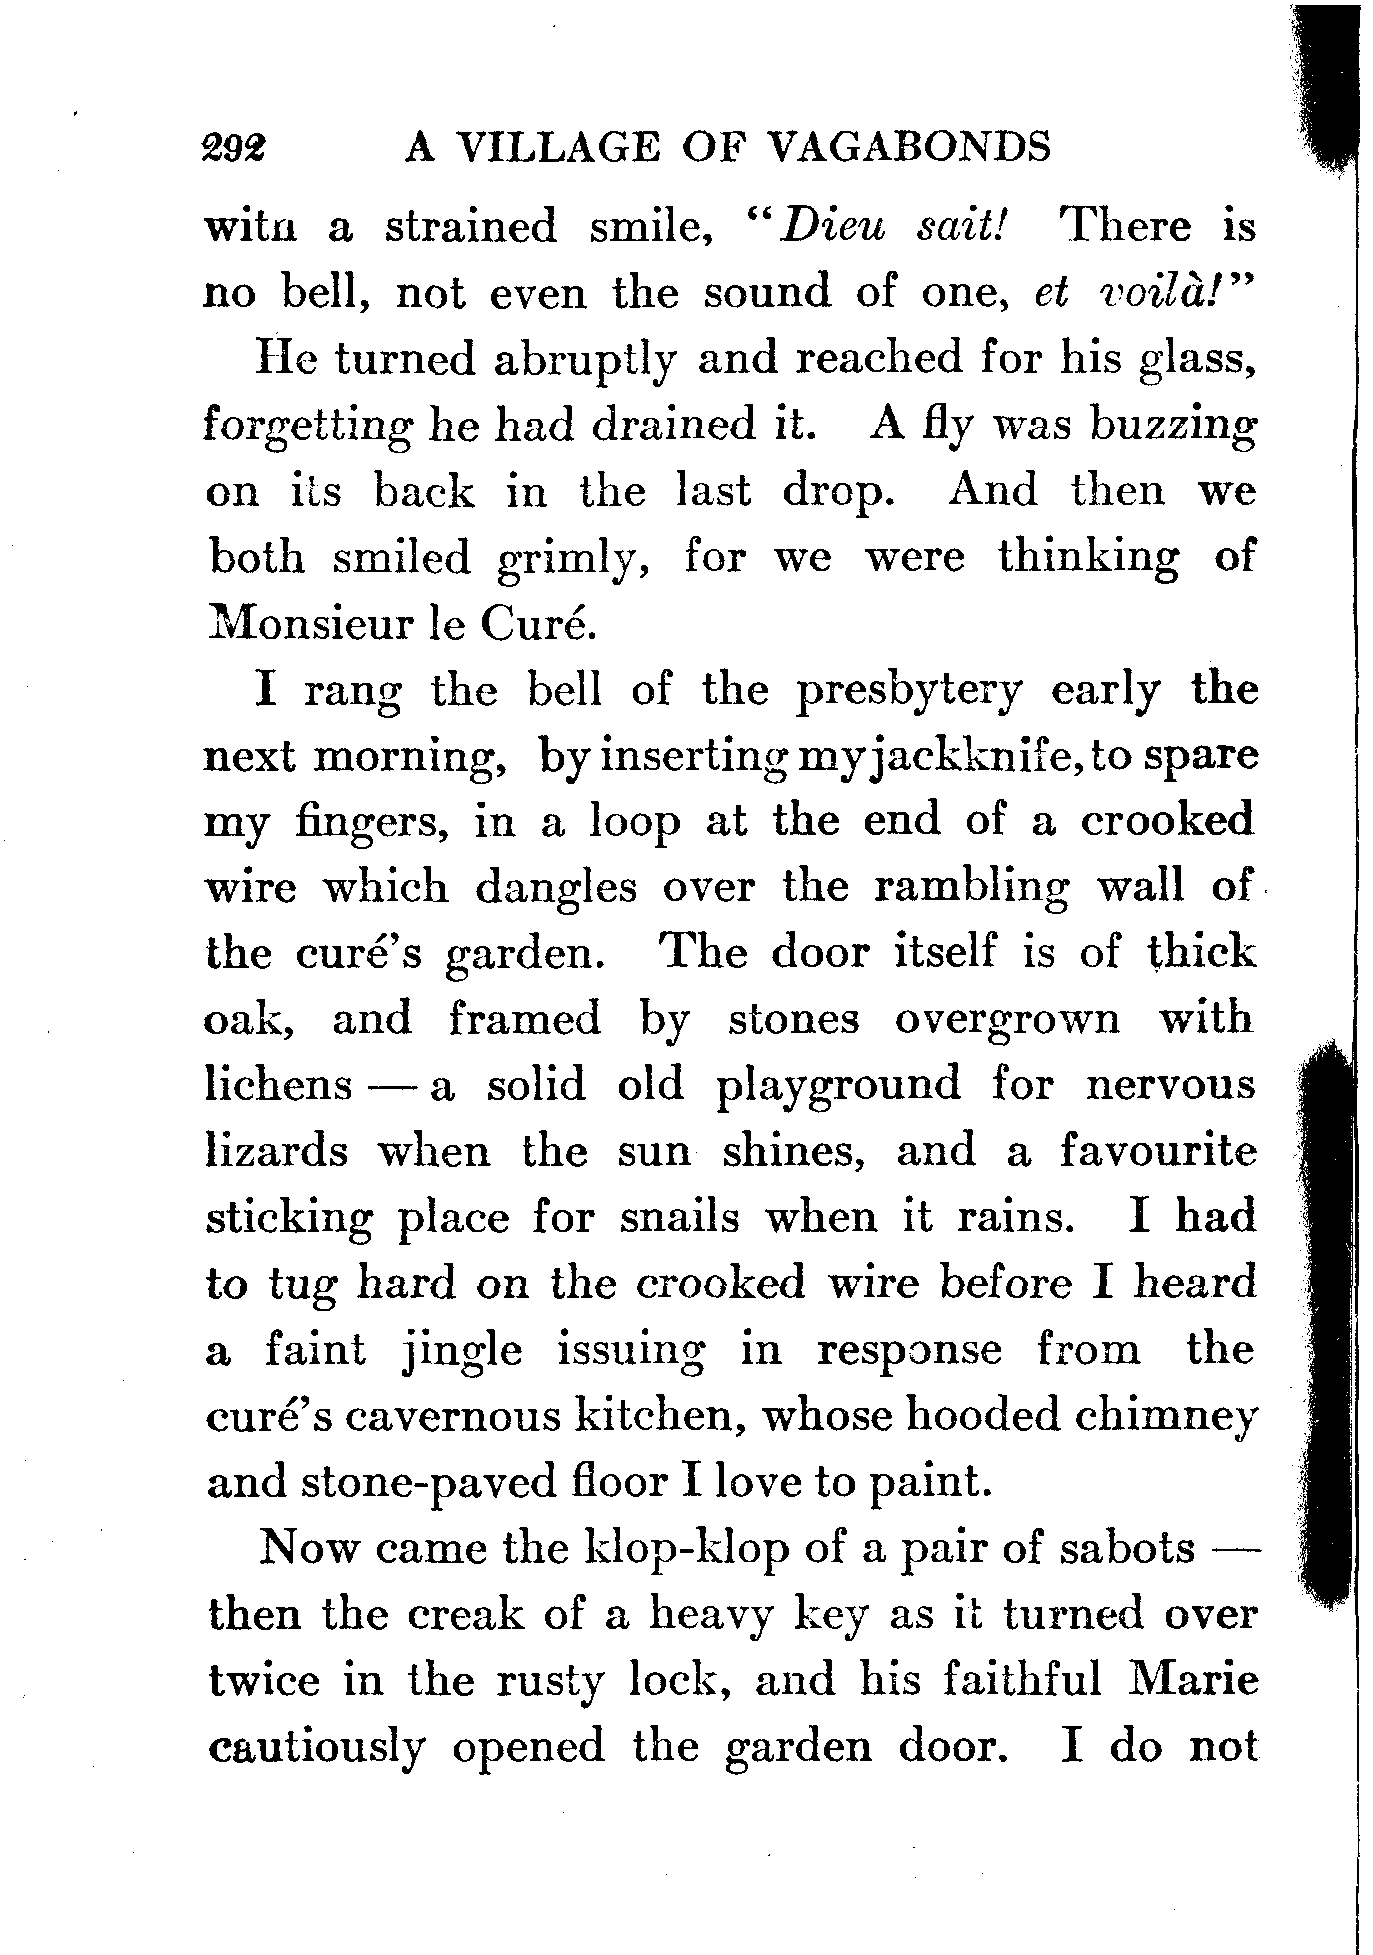 292 A VILLAGE OF VAGABONDS
with a strained smile, "Dieu sait! There is
no bell, not even the sound of one, et voilà!"
He turned abruptly and reached for his glass,
forgetting he had drained it. A fly was buzzing
on its back in the last drop. And then we
both smiled grimly, for we were thinking of
Monsieur le Curé.
I rang the bell of the presbytery early the
next morning, by inserting my jackknife, to spare
my fingers, in a loop at the end of a crooked
wire which dangles over the rambling wall of
the curé's garden. The door itself is of thick
oak, and framed by stones overgrown with
lichens — a solid old playground for nervous
lizards when the sun shines, and a favourite
sticking place for snails when it rains. I had
to tug hard on the crooked wire before I heard
a faint jingle issuing in response from the
curé's cavernous kitchen, whose hooded chimney
and stone-paved floor I love to paint.
Now came the klop-klop of a pair of sabots —
then the creak of a heavy key as it turned over
twice in the rusty lock, and his faithful Marie
cautiously opened the garden door. I do not